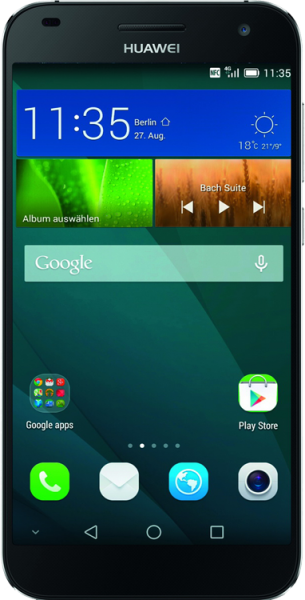 HUAWEI
NFC 4G 11:35
11:35
Berlin
27. Aug.
18°C 21°/9°
Album auswählen
Bach Suite
Google
Google apps
Play Store